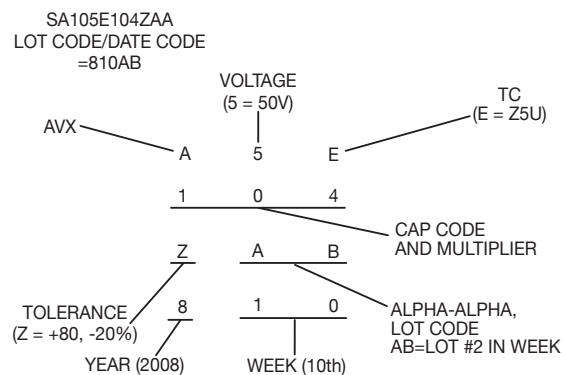 SA105E104ZAA
LOT CODE/DATE CODE
=810AB
VOLTAGE
(5 = 50V)
TC
(E = Z5U)
AVX
A 5 E
1 0 4
CAP CODE
AND MULTIPLIER
Z A B
TOLERANCE
(Z = +80, -20%)
8 1 0
ALPHA-ALPHA,
LOT CODE
AB=LOT #2 IN WEEK
YEAR (2008)
WEEK (10th)